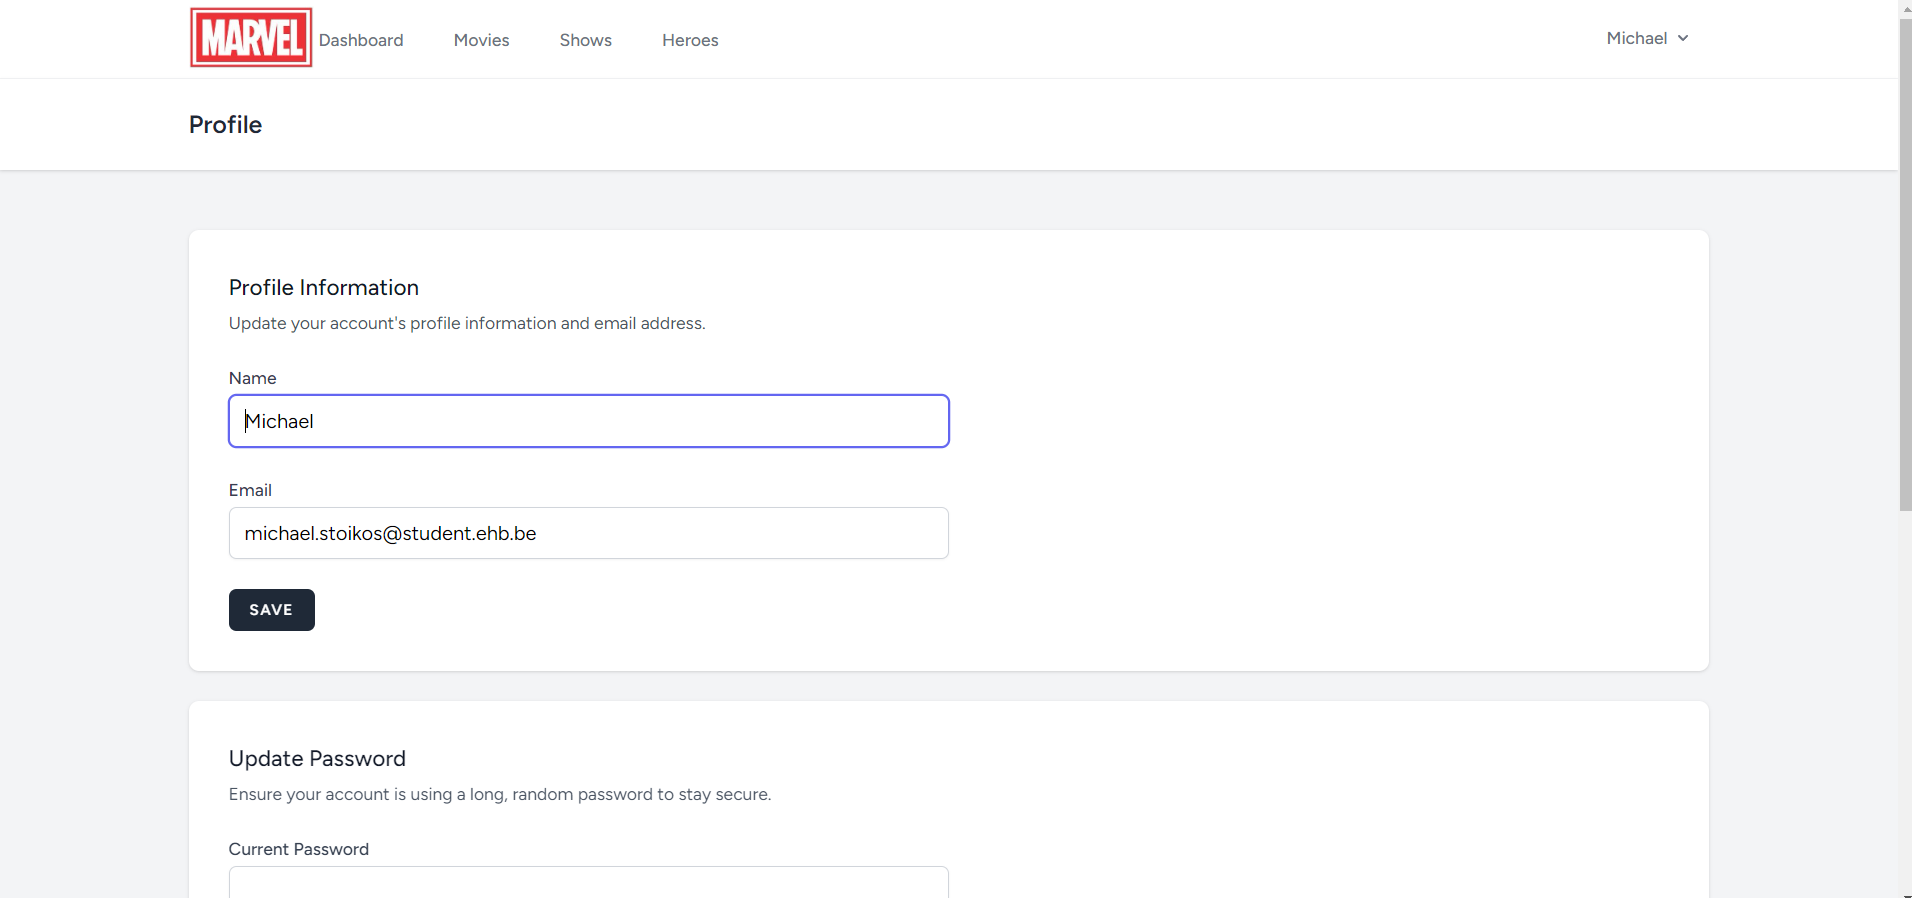 MARVEL Dashboard Movies Shows Heroes Michael
Profile
Profile Information
Update your account's profile information and email address.
Name
Michael
Email
michael.stoikos@student.ehb.be
SAVE
Update Password
Ensure your account is using a long, random password to stay secure.
Current Password